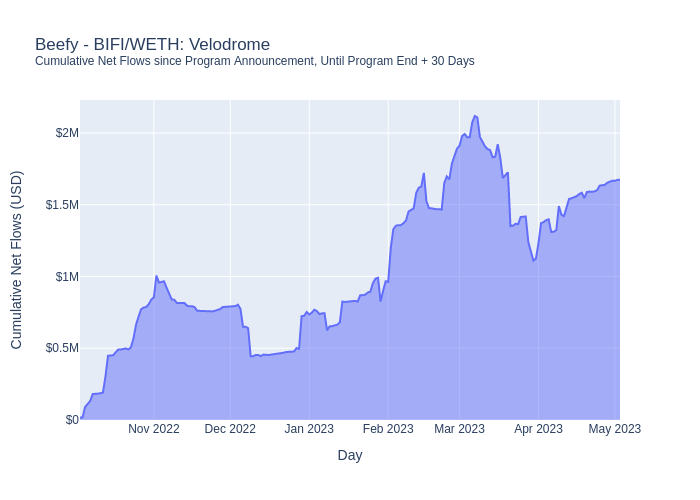 Beefy - BIFI/WETH: Velodrome
Cumulative Net Flows since Program Announcement, Until Program End + 30 Days
Cumulative Net Flows (USD)
$2M
$1.5M
$1M
$0.5M
$0
Nov 2022 Dec 2022 Jan 2023 Feb 2023 Mar 2023 Apr 2023 May 2023
Day